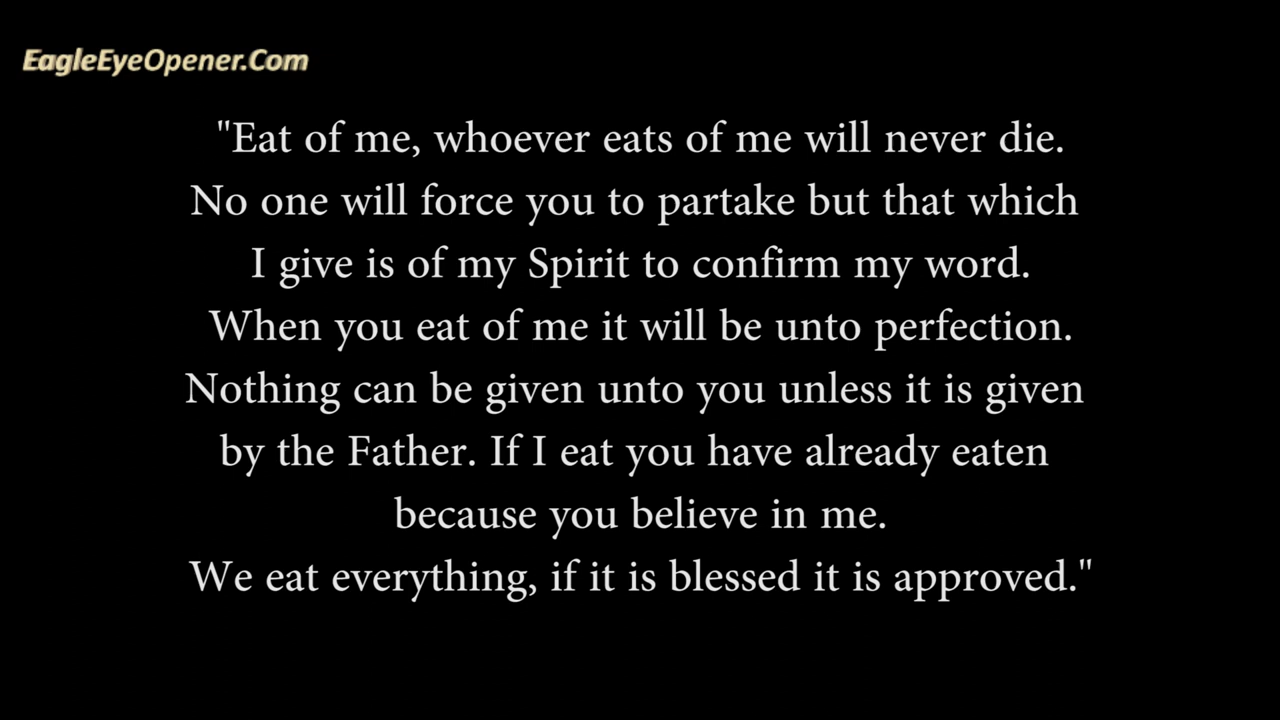 EagleEyeOpener.Com
"Eat of me, whoever eats of me will never die.
No one will force you to partake but that which
I give is of my Spirit to confirm my word.
When you eat of me it will be unto perfection.
Nothing can be given unto you unless it is given
by the Father. If I eat you have already eaten
because you believe in me.
We eat everything, if it is blessed it is approved."